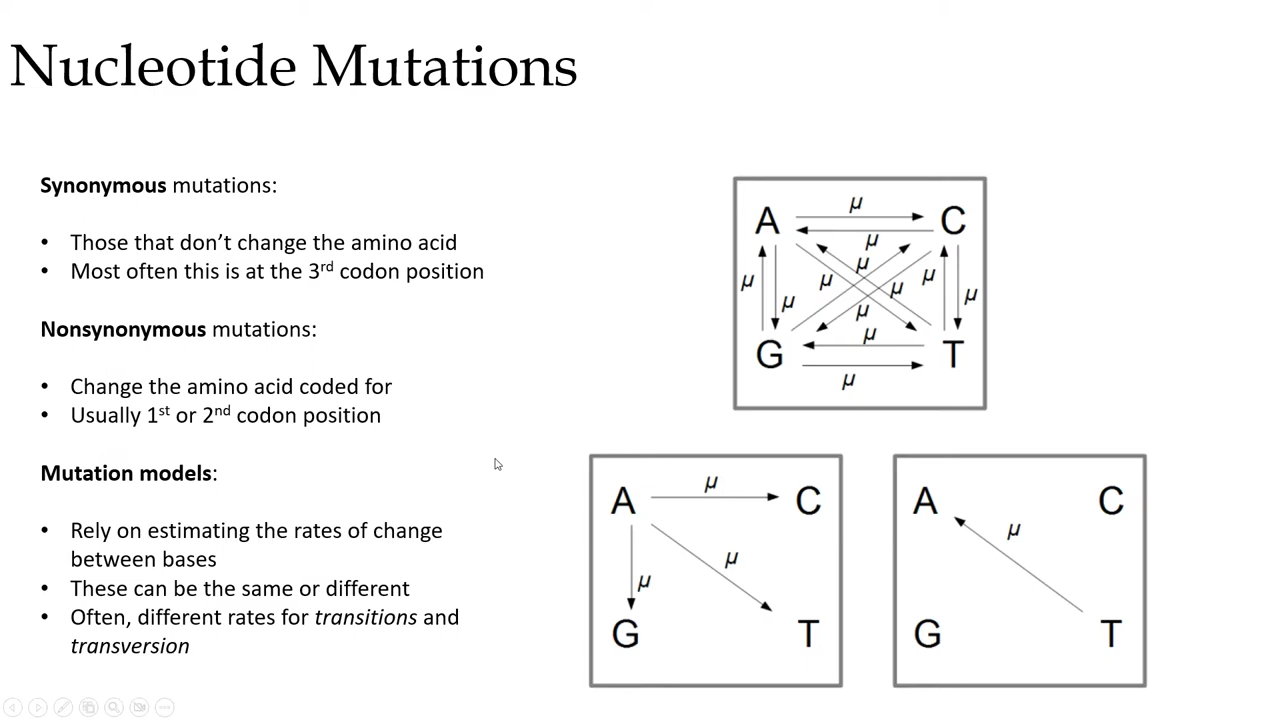 Nucleotide Mutations
Synonymous mutations:
• Those that don’t change the amino acid
• Most often this is at the 3rd codon position
Nonsynonymous mutations:
• Change the amino acid coded for
• Usually 1st or 2nd codon position
Mutation models:
• Rely on estimating the rates of change
between bases
• These can be the same or different
• Often, different rates for transitions and
transversion
A μ C
μ
μ
μ μ μ μ
μ μ μ
μ
G μ T
μ
A μ C
μ
μ
G T
A C
μ
G T